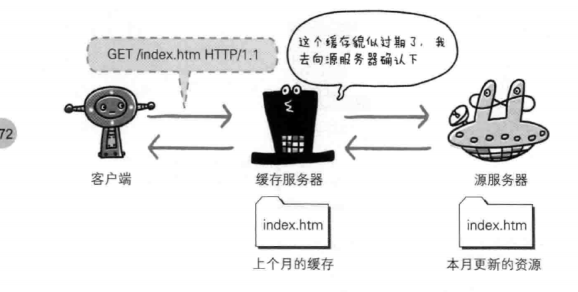 GET /index.htm HTTP/1.1
这个缓存貌似过期了，我
去向源服务器确认下
72
客户端
缓存服务器
源服务器
index.htm
index.htm
上个月的缓存
本月更新的资源